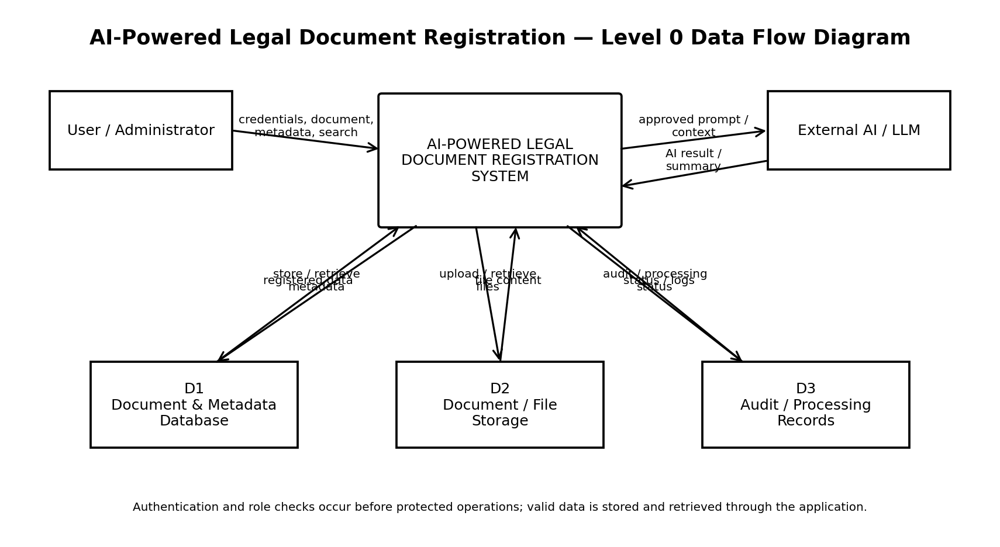 AI-Powered Legal Document Registration — Level 0 Data Flow Diagram
User / Administrator
credentials, document,
metadata, search
AI-POWERED LEGAL
DOCUMENT REGISTRATION
SYSTEM
approved prompt /
context
AI result /
summary
External AI / LLM
store / retrieve
metadata
registered data
upload / retrieve
files
file content
audit / processing
status
status / logs
D1
Document & Metadata
Database
D2
Document / File
Storage
D3
Audit / Processing
Records
Authentication and role checks occur before protected operations; valid data is stored and retrieved through the application.